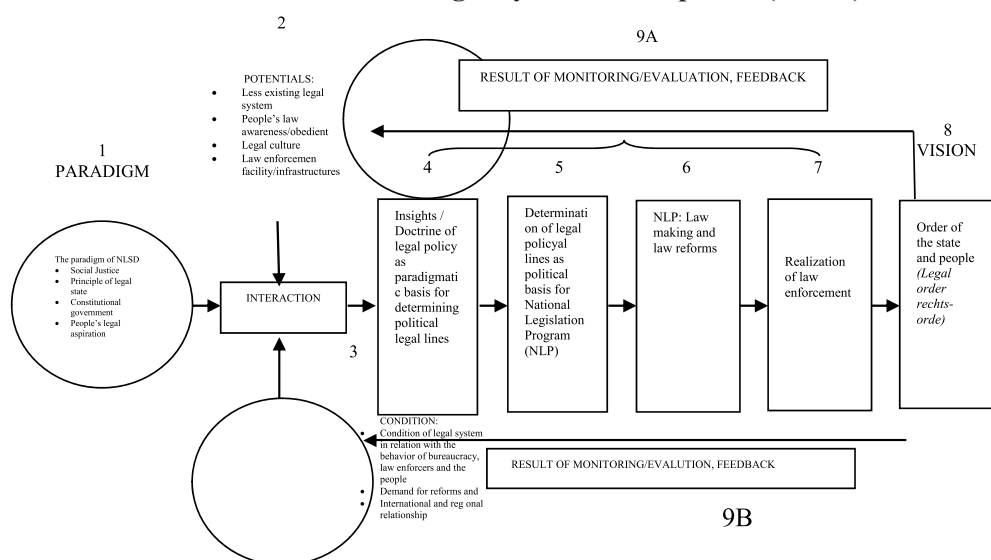 2
9A
RESULT OF MONITORING/EVALUATION, FEEDBACK
POTENTIALS:
• Less existing legal
system
• People’s law
awareness/obedient
• Legal culture
• Law enforcemen
facility/infrastructures
1
PARADIGM
8
VISION
4
5
6
7
The paradigm of NLSD
• Social Justice
• Principle of legal
state
• Constitutional
government
• People’s legal
aspiration
INTERACTION
3
Insights /
Doctrine of
legal policy
as
paradigmati
c basis for
determining
political
legal lines
Determinati
on of legal
policyal
lines as
political
basis for
National
Legislation
Program
(NLP)
NLP: Law
making and
law reforms
Realization
of law
enforcement
Order of
the state
and people
(Legal
order
rechts-
orde)
CONDITION:
• Condition of legal system
in relation with the
behavior of bureaucracy,
law enforcers and the
people
• Demand for reforms and
• International and reg onal
relationship
RESULT OF MONITORING/EVALUTION, FEEDBACK
9B